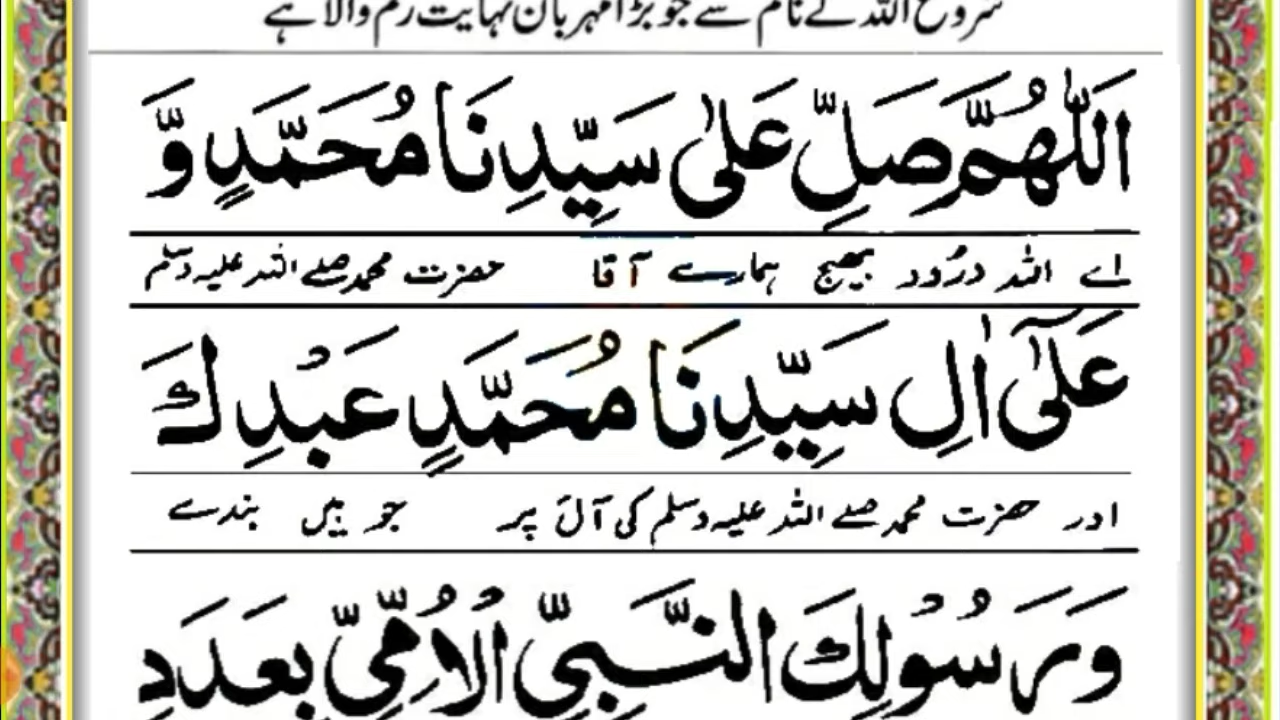 شروع اللہ کے نام سے جو بڑا مہربان نہایت رحم والا ہے
اَللّٰهُمَّ صَلِّ عَلٰى سَيِّدِنَا مُحَمَّدٍ وَّ
اے اللہ درُود بھیج ہمارے آقا حضرت محمد صلے اللہ علیہ وسلم
عَلٰٓى اٰلِ سَيِّدِنَا مُحَمَّدٍ عَبْدِكَ
اور حضرت محمد صلے اللہ علیہ وسلم کی آل پر جو ہیں بندے
وَرَسُوْلِكَ النَّبِيِّ الْاُمِّيِّ بِعَدَدِ